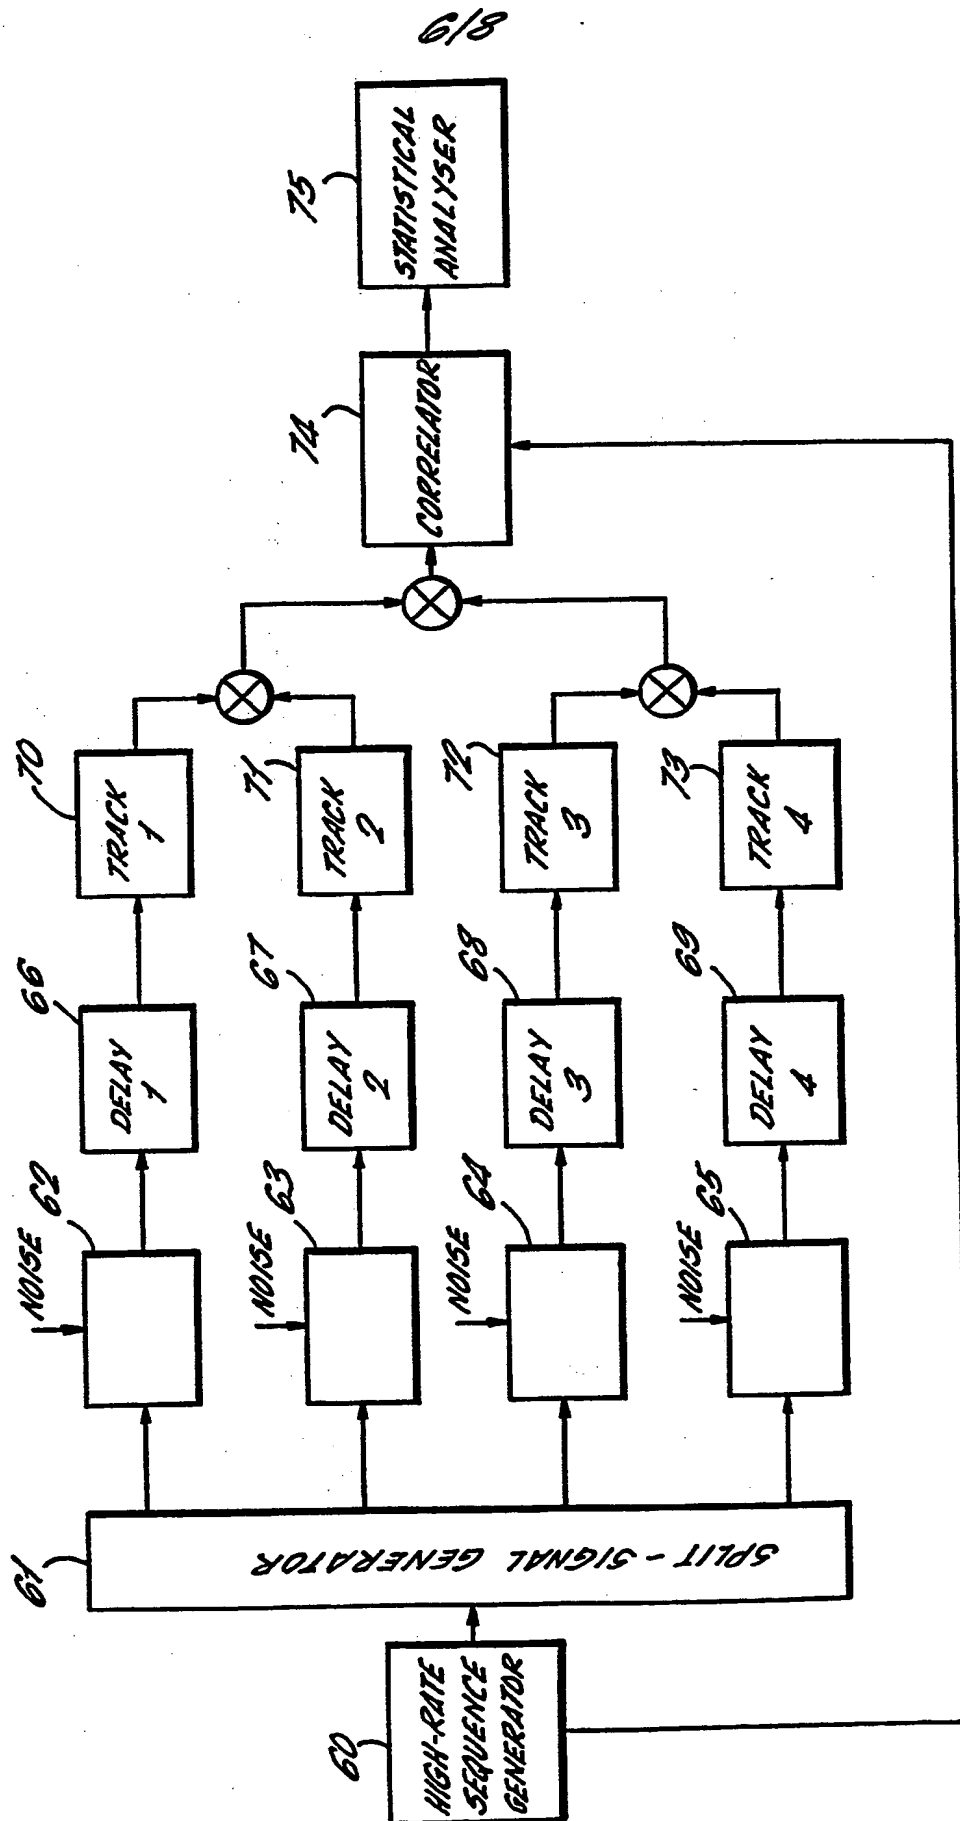 6/8
60
HIGH-RATE
SEQUENCE
GENERATOR
61
SPLIT-SIGNAL GENERATOR
NOISE
62
DELAY
1
66
TRACK
1
70
NOISE
63
DELAY
2
67
TRACK
2
71
NOISE
64
DELAY
3
68
TRACK
3
72
NOISE
65
DELAY
4
69
TRACK
4
73
CORRELATOR
74
STATISTICAL
ANALYSER
75